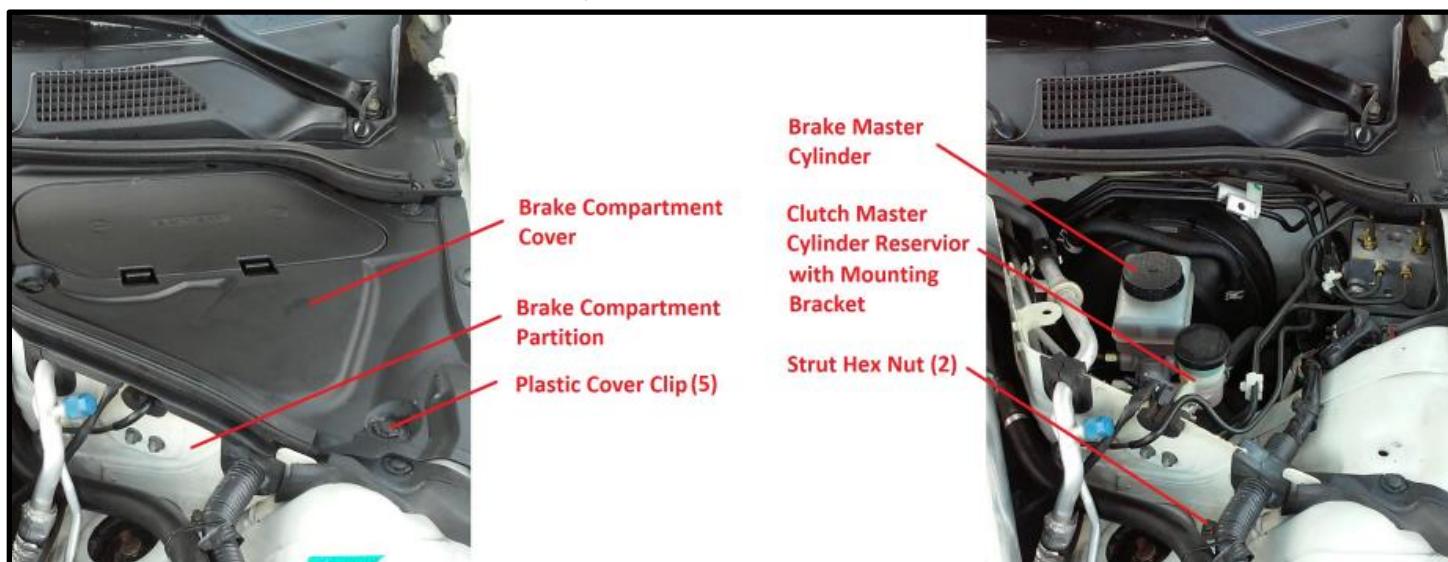 Brake Compartment
Cover
Brake Compartment
Partition
Plastic Cover Clip (5)
Brake Master
Cylinder
Clutch Master
Cylinder Reservior
with Mounting
Bracket
Strut Hex Nut (2)